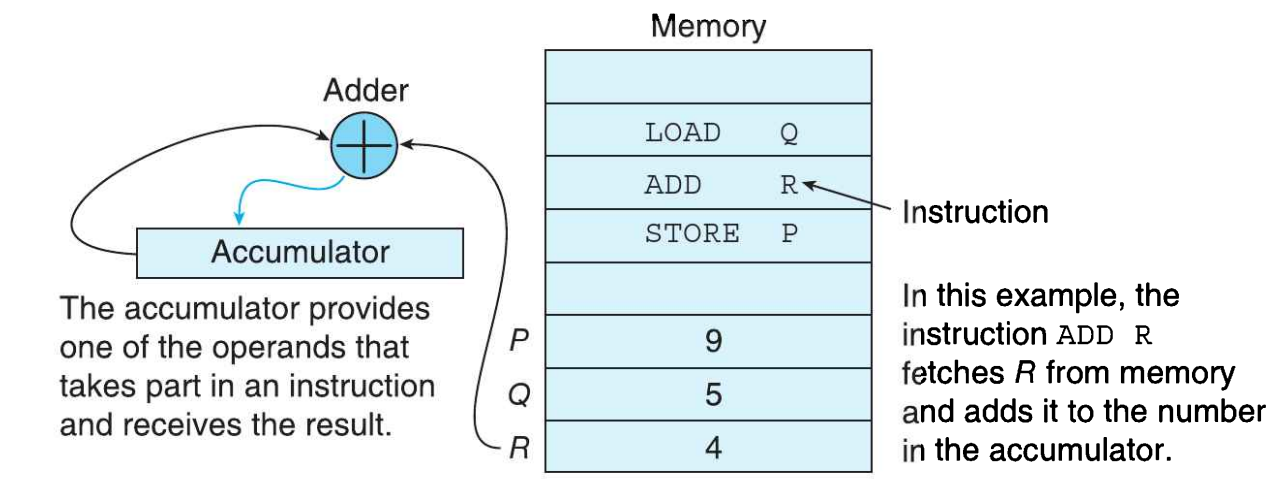 Memory
Adder
LOAD Q
ADD R
Instruction
STORE P
Accumulator
The accumulator provides
one of the operands that
takes part in an instruction
and receives the result.
In this example, the
instruction ADD R
fetches R from memory
and adds it to the number
in the accumulator.
P 9
Q 5
R 4